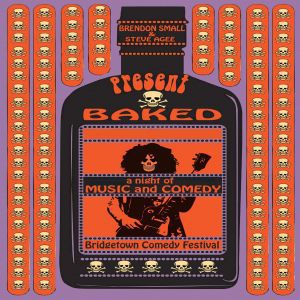 BRENDON SMALL
&
STEVE AGEE
Present
BAKED
a night of
MUSIC and COMEDY
Bridgetown Comedy Festival